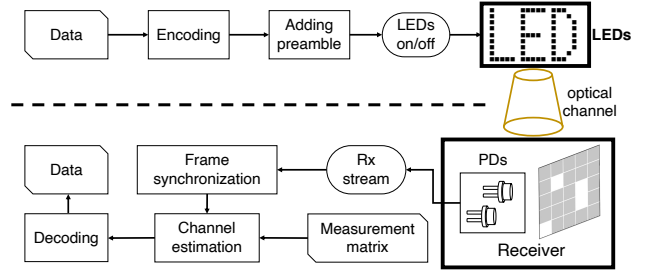 Data
Encoding
Adding
preamble
LEDs
on/off
LED
LEDs
optical
channel
Data
Frame
synchronization
Rx
stream
PDs
Decoding
Channel
estimation
Measurement
matrix
Receiver